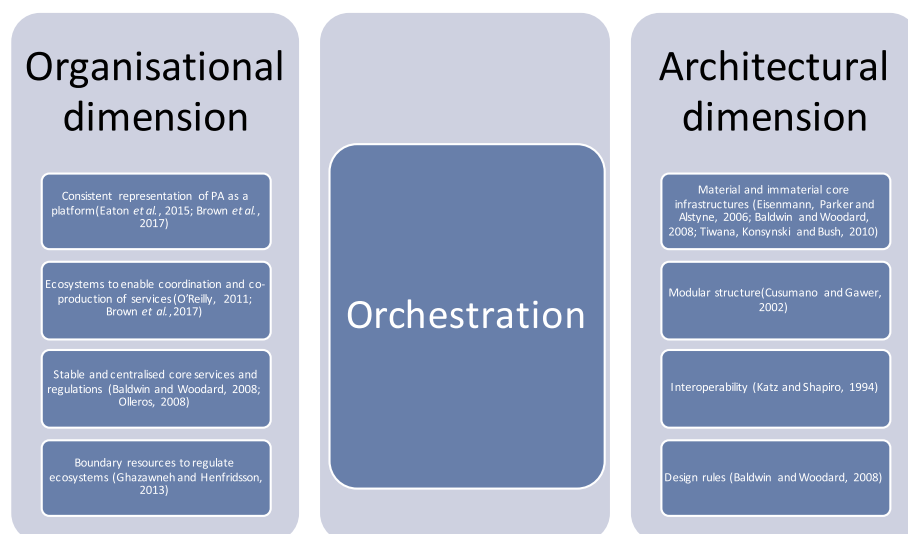 Organisational
dimension
Consistent representation of PA as a
platform(Eaton et al., 2015; Brown et al.,
2017)
Ecosystems to enable coordination and co-
production of services (O'Reilly, 2011;
Brown et al., 2017)
Stable and centralised core services and
regulations (Baldwin and Woodard, 2008;
Olleros, 2008)
Boundary resources to regulate
ecosystems (Ghazawneh and Henfridsson,
2013)
Orchestration
Architectural
dimension
Material and immaterial core
infrastructures (Eisenmann, Parker and
Alstyne, 2006; Baldwin and Woodard,
2008; Tiwana, Konsynski and Bush, 2010)
Modular structure(Cusumano and Gawer,
2002)
Interoperability (Katz and Shapiro, 1994)
Design rules (Baldwin and Woodard, 2008)